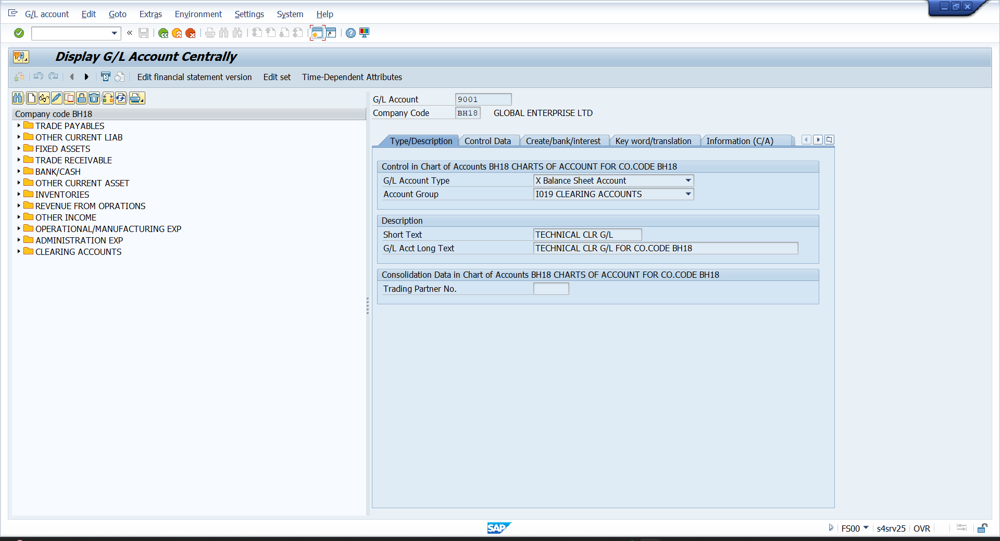 G/L account Edit Goto Extras Environment Settings System Help
Display G/L Account Centrally
Edit financial statement version Edit set Time-Dependent Attributes
Company code BH18
TRADE PAYABLES
OTHER CURRENT LIAB
FIXED ASSETS
TRADE RECEIVABLE
BANK/CASH
OTHER CURRENT ASSET
INVENTORIES
REVENUE FROM OPRATIONS
OTHER INCOME
OPERATIONAL/MANUFACTURING EXP
ADMINISTRATION EXP
CLEARING ACCOUNTS
G/L Account 9001
Company Code BH18 GLOBAL ENTERPRISE LTD
Type/Description Control Data Create/bank/interest Key word/translation Information (C/A)
Control in Chart of Accounts BH18 CHARTS OF ACCOUNT FOR CO.CODE BH18
G/L Account Type X Balance Sheet Account
Account Group I019 CLEARING ACCOUNTS
Description
Short Text TECHNICAL CLR G/L
G/L Acct Long Text TECHNICAL CLR G/L FOR CO.CODE BH18
Consolidation Data in Chart of Accounts BH18 CHARTS OF ACCOUNT FOR CO.CODE BH18
Trading Partner No.
SAP FS00 s4srv25 OVR